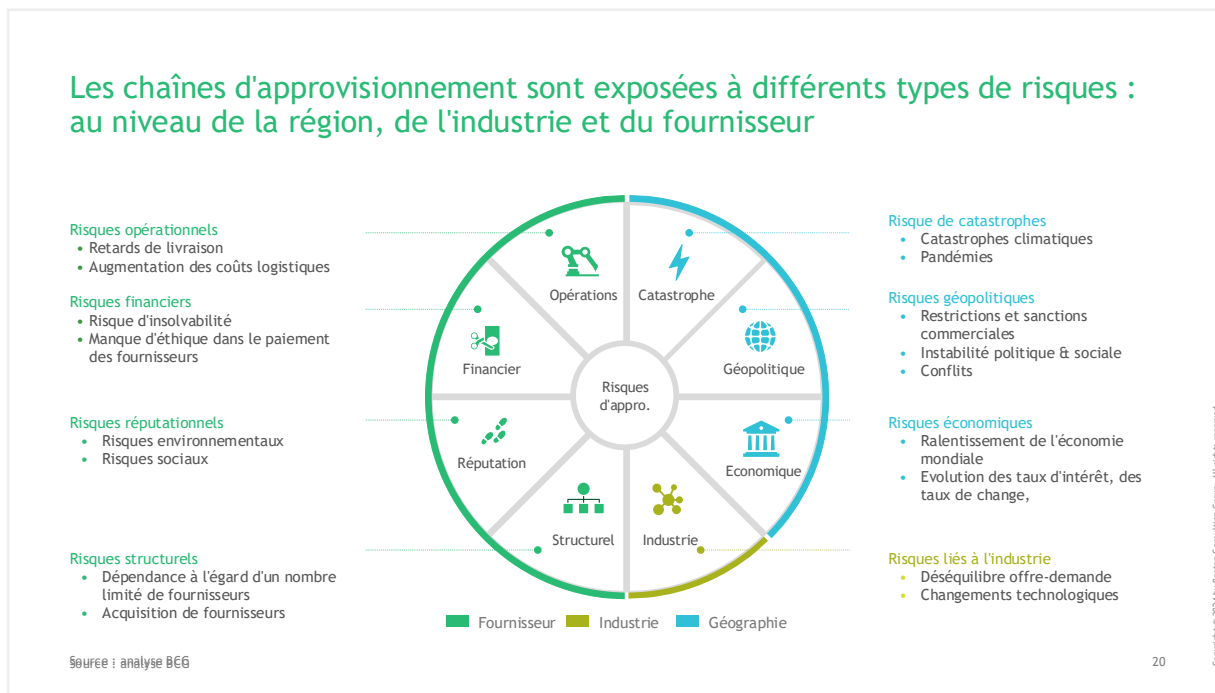 Les chaînes d'approvisionnement sont exposées à différents types de risques :
au niveau de la région, de l'industrie et du fournisseur
Risques opérationnels
• Retards de livraison
• Augmentation des coûts logistiques
Risques financiers
• Risque d'insolvabilité
• Manque d'éthique dans le paiement
des fournisseurs
Risques réputationnels
• Risques environnementaux
• Risques sociaux
Risques structurels
• Dépendance à l'égard d'un nombre
limité de fournisseurs
• Acquisition de fournisseurs
Opérations
Catastrophe
Financier
Géopolitique
Risques
d'appro.
Réputation
Economique
Structurel
Industrie
Risque de catastrophes
• Catastrophes climatiques
• Pandémies
Risques géopolitiques
• Restrictions et sanctions
commerciales
• Instabilité politique & sociale
• Conflits
Risques économiques
• Ralentissement de l'économie
mondiale
• Evolution des taux d'intérêt, des
taux de change,
Risques liés à l'industrie
• Déséquilibre offre-demande
• Changements technologiques
Fournisseur
Industrie
Géographie
Source : analyse BCG
20